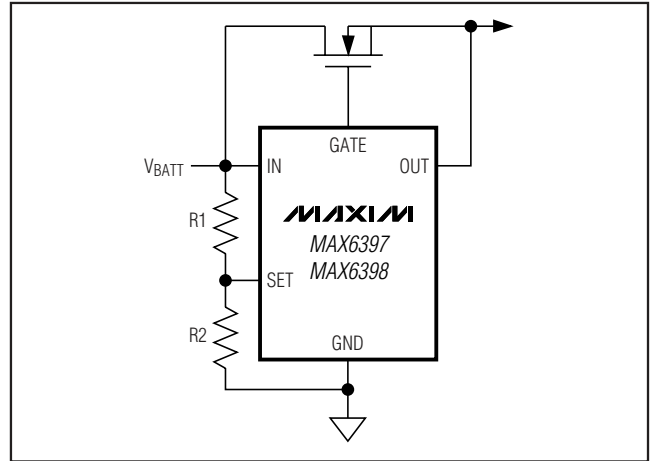 GATE
V_BATT
IN
OUT
R1
MAXIM
MAX6397
MAX6398
SET
R2
GND